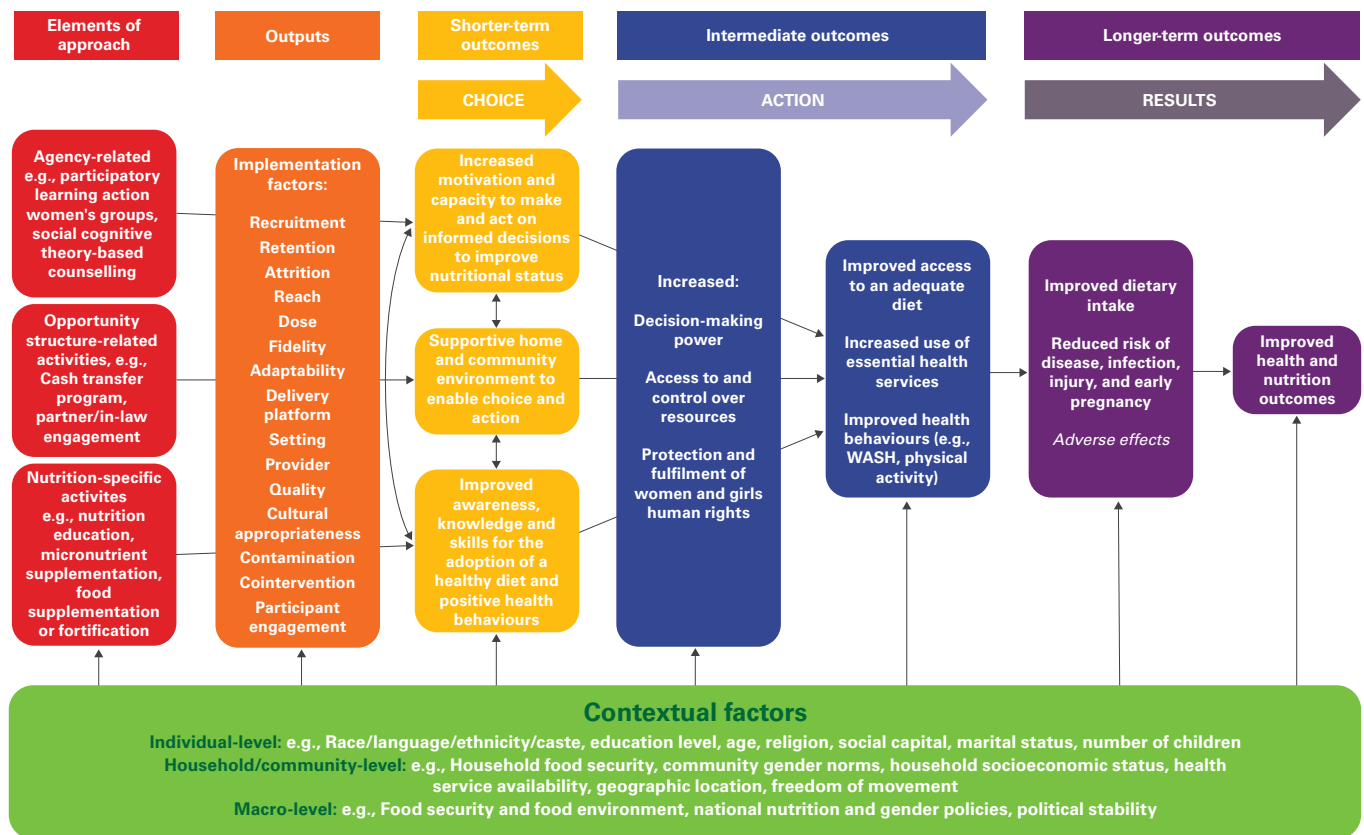 Elements of
approach
Outputs
Shorter-term
outcomes
Intermediate outcomes
Longer-term outcomes
CHOICE
ACTION
RESULTS
Agency-related
e.g., participatory
learning action
women's groups,
social cognitive
theory-based
counselling
Opportunity
structure-related
activities, e.g.,
Cash transfer
program,
partner/in-law
engagement
Nutrition-specific
activites
e.g., nutrition
education,
micronutrient
supplementation,
food
supplementation
or fortification
Implementation
factors:
Recruitment
Retention
Attrition
Reach
Dose
Fidelity
Adaptability
Delivery
platform
Setting
Provider
Quality
Cultural
appropriateness
Contamination
Cointervention
Participant
engagement
Increased
motivation and
capacity to make
and act on
informed decisions
to improve
nutritional status
Supportive home
and community
environment to
enable choice and
action
Improved
awareness,
knowledge and
skills for the
adoption of a
healthy diet and
positive health
behaviours
Increased:
Decision-making
power
Access to and
control over
resources
Protection and
fulfilment of
women and girls
human rights
Improved access
to an adequate
diet
Increased use of
essential health
services
Improved health
behaviours (e.g.,
WASH, physical
activity)
Improved dietary
intake
Reduced risk of
disease, infection,
injury, and early
pregnancy
Adverse effects
Improved
health and
nutrition
outcomes
Contextual factors
Individual-level: e.g., Race/language/ethnicity/caste, education level, age, religion, social capital, marital status, number of children
Household/community-level: e.g., Household food security, community gender norms, household socioeconomic status, health
service availability, geographic location, freedom of movement
Macro-level: e.g., Food security and food environment, national nutrition and gender policies, political stability